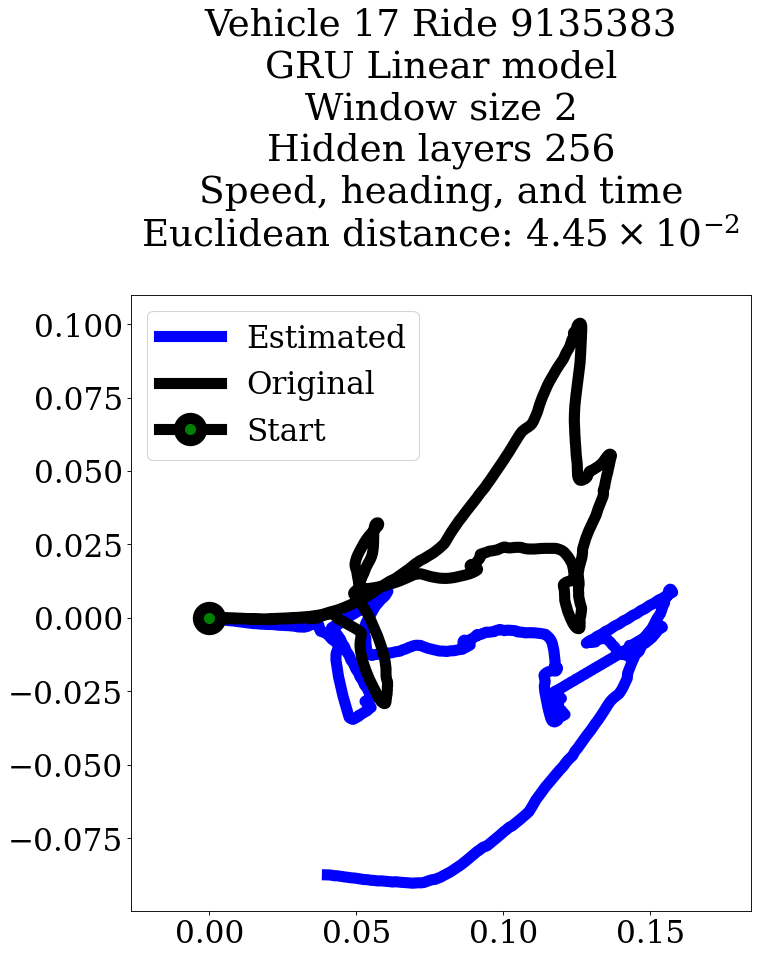 Vehicle 17 Ride 9135383
GRU Linear model
Window size 2
Hidden layers 256
Speed, heading, and time
Euclidean distance: 4.45 × 10⁻²
Estimated
Original
Start
0.100
0.075
0.050
0.025
0.000
−0.025
−0.050
−0.075
0.00 0.05 0.10 0.15